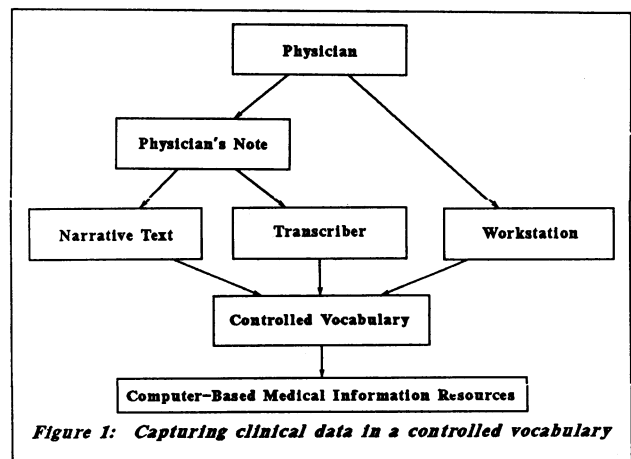 Physician
Physician's Note
Narrative Text
Transcriber
Workstation
Controlled Vocabulary
Computer-Based Medical Information Resources
Figure 1: Capturing clinical data in a controlled vocabulary